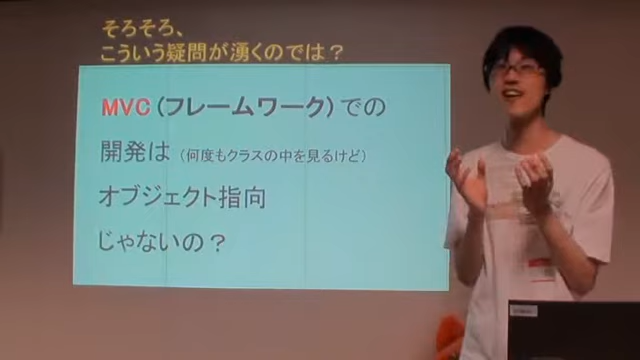 そろそろ、
こういう疑問が湧くのでは？
MVC（フレームワーク）での
開発は（何度もクラスの中を見るけど）
オブジェクト指向
じゃないの？